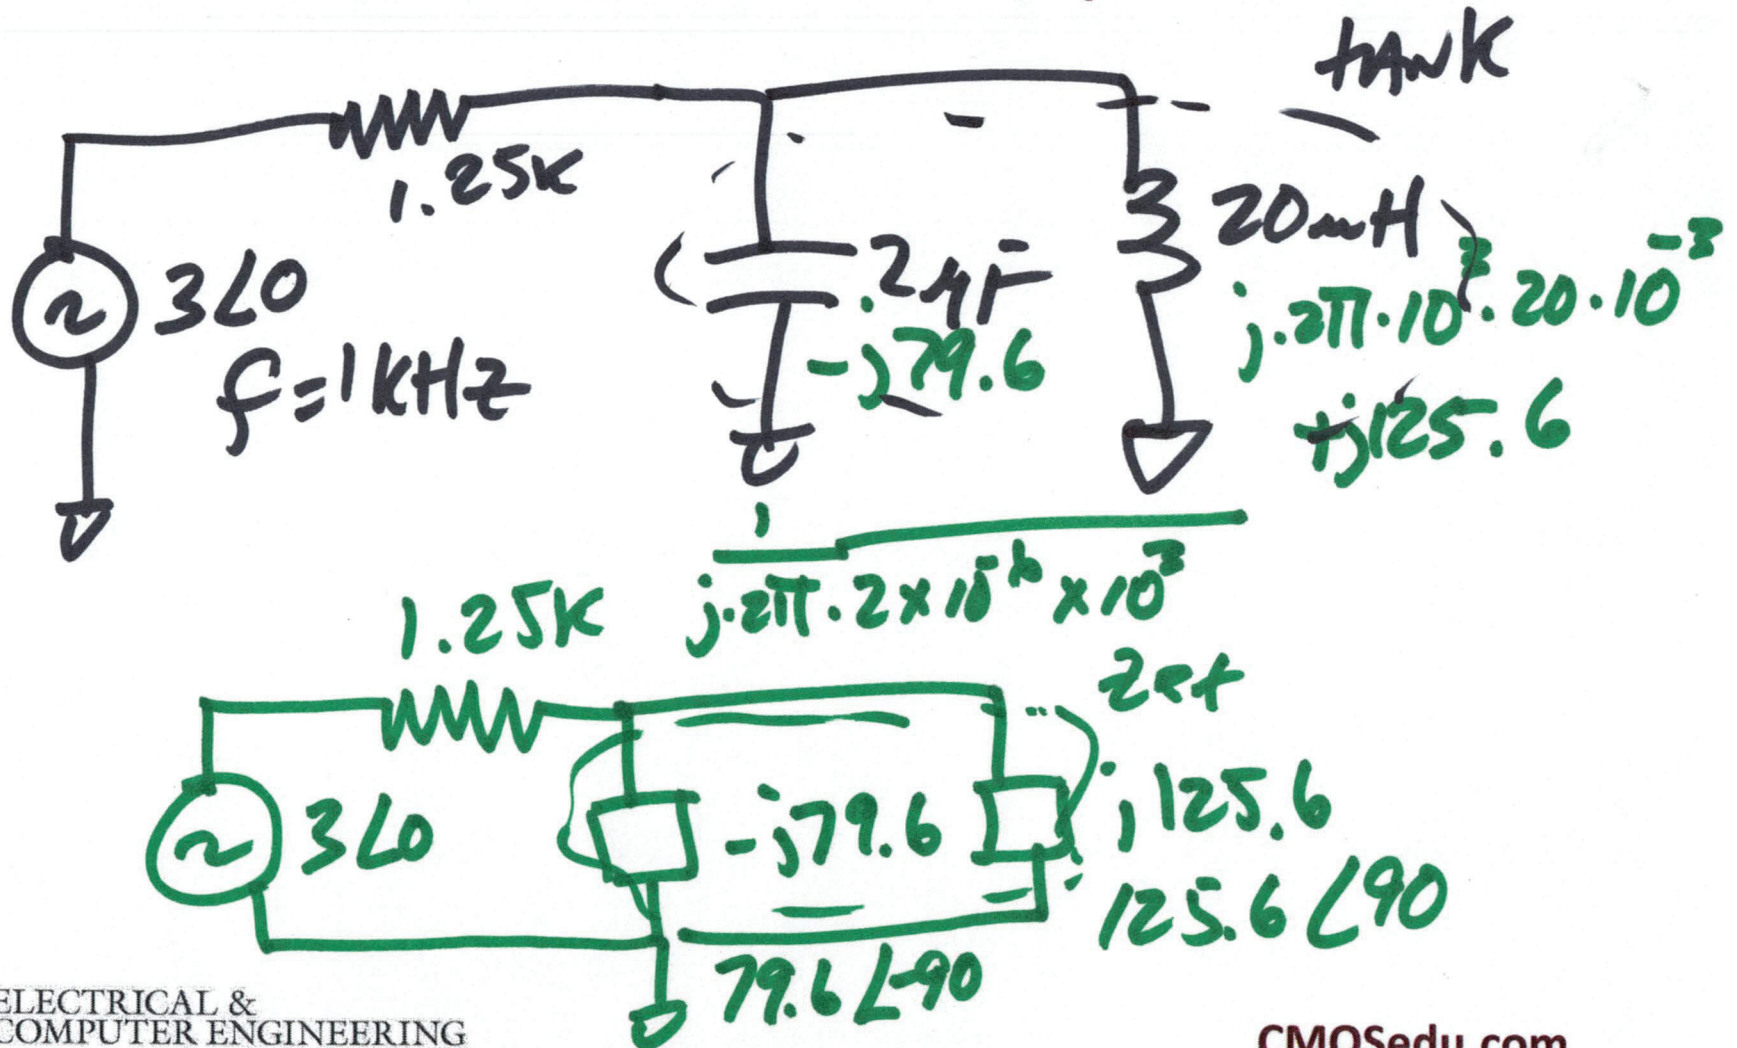 tANK
1.25K
20mH
3∠0
2μF
j·2π·10³·20·10⁻³
-j79.6
f=1KHz
+j125.6
1
j·2π·2×10⁻⁶×10³
1.25K
Zet
3∠0
-j79.6
j125.6
125.6∠90
79.6∠-90
ELECTRICAL &
COMPUTER ENGINEERING
CMOSedu.com